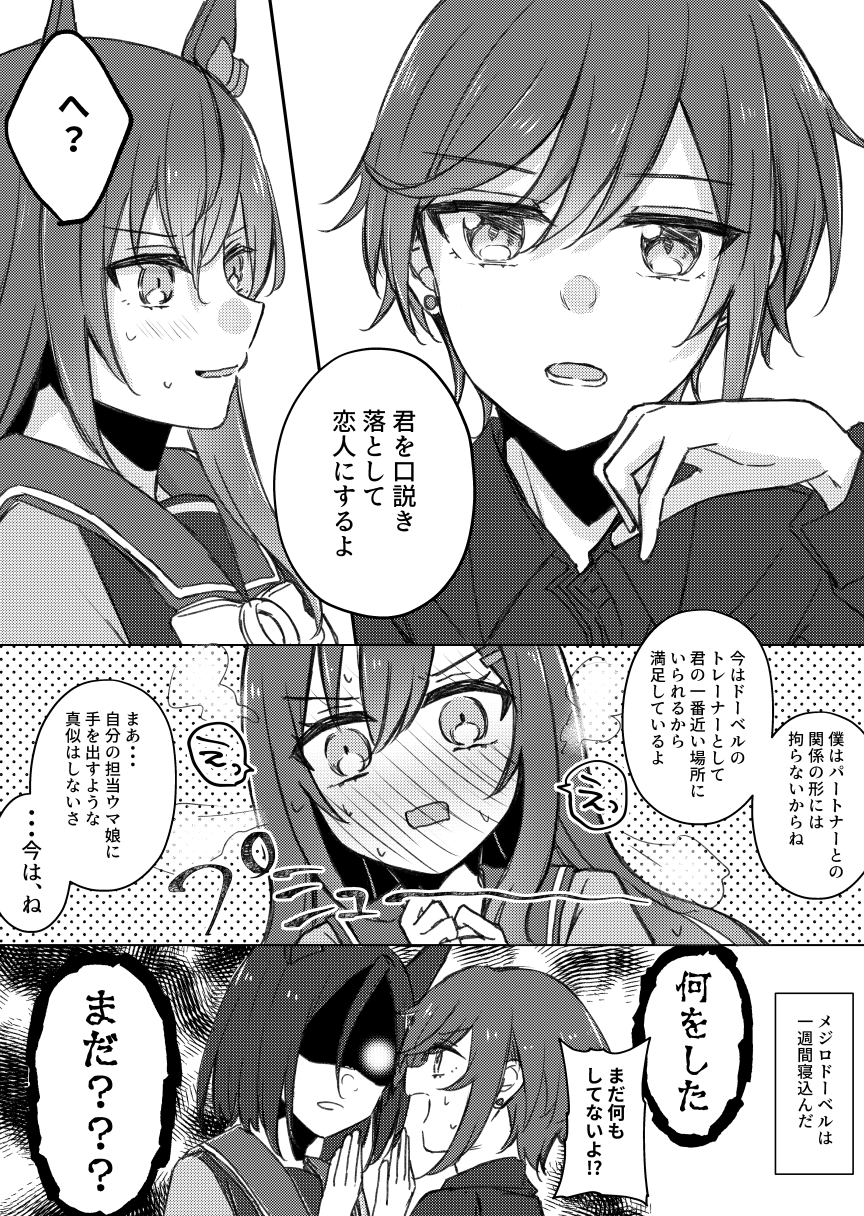 君を口説き
落として
恋人にするよ
へ?
僕はパートナーとの
関係の形には
拘らないからね
今はドーベルの
トレーナーとして
君の一番近い場所に
いられるから
満足しているよ
えっ
えっ
プシュー
まあ・・
自分の担当ウマ娘に
手を出すような
真似はしないさ
・・今は、ね
メジロドーベルは
一週間寝込んだ
何をした
まだ何も
してないよ!?
まだ???